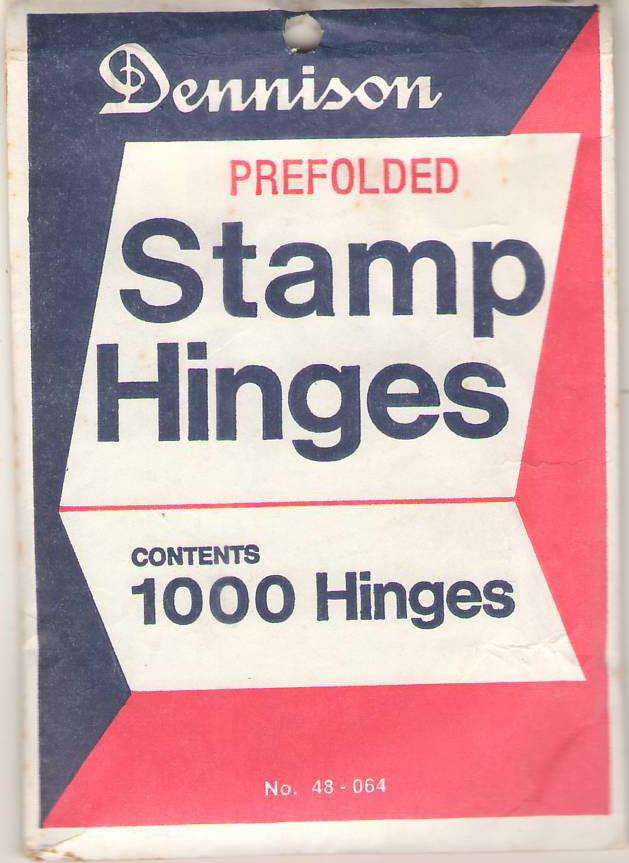 Dennison
PREFOLDED
Stamp
Hinges
CONTENTS
1000 Hinges
No. 48-064